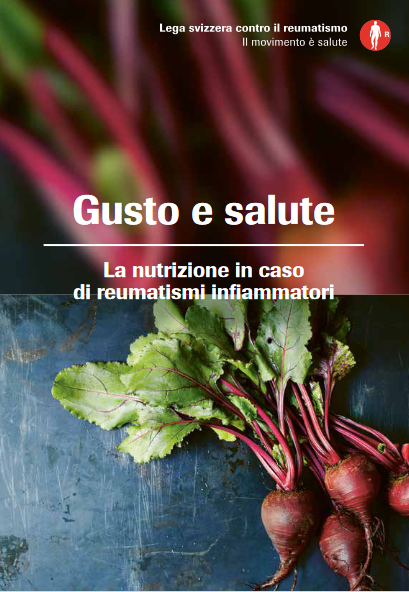 Lega svizzera contro il reumatismo
Il movimento è salute
R
Gusto e salute
La nutrizione in caso
di reumatismi infiammatori